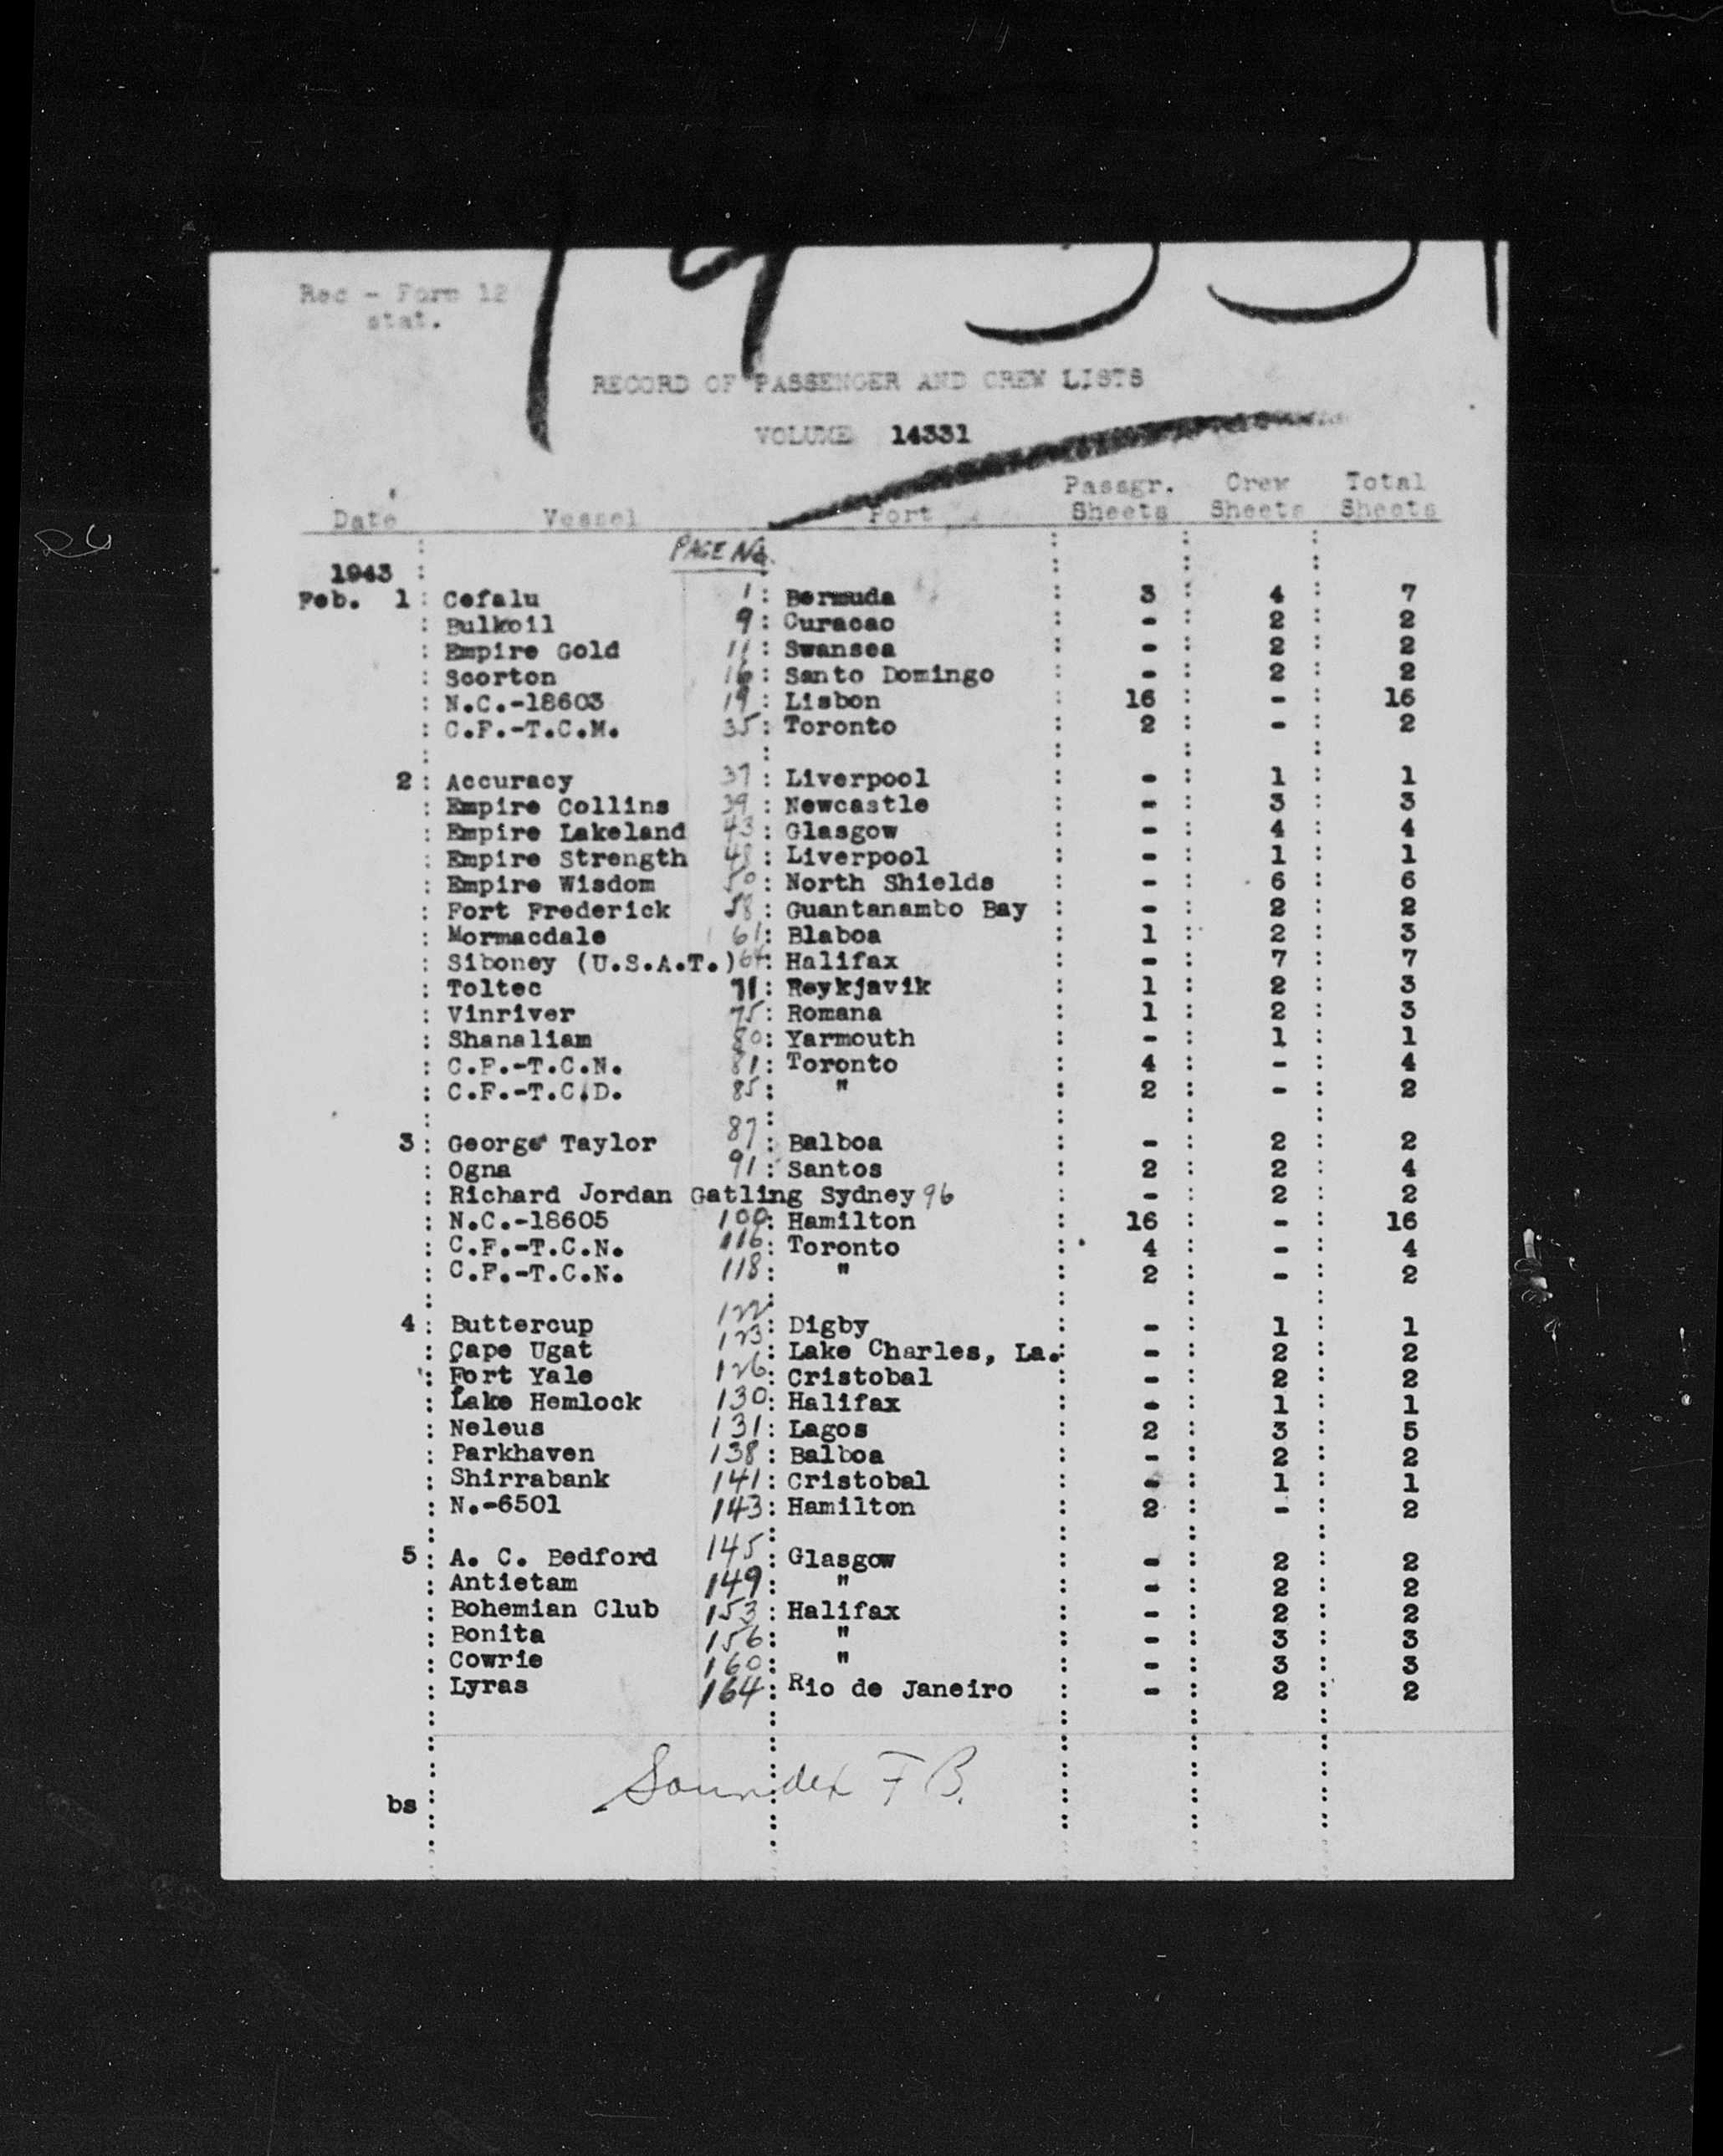 Rec - Form 12
stat.
RECORD OF PASSENGER AND CREW LISTS
VOLUME 14331
Date Vessel Port Passgr. Sheets Crew Sheets Total Sheets
PAGE No.
1943
Feb. 1 : Cefalu 1 : Bermuda : 3 : 4 : 7
: Bulkoil 9 : Curacao : - : 2 : 2
: Empire Gold 11 : Swansea : - : 2 : 2
: Scorton 16 : Santo Domingo : - : 2 : 2
: N.C.-18603 19 : Lisbon : 16 : - : 16
: C.F.-T.C.M. 35 : Toronto : 2 : - : 2
2 : Accuracy 37 : Liverpool : - : 1 : 1
: Empire Collins 39 : Newcastle : - : 3 : 3
: Empire Lakeland 43 : Glasgow : - : 4 : 4
: Empire Strength 48 : Liverpool : - : 1 : 1
: Empire Wisdom 50 : North Shields : - : 6 : 6
: Fort Frederick 58 : Guantanambo Bay : - : 2 : 2
: Mormacdale 61 : Blaboa : 1 : 2 : 3
: Siboney (U.S.A.T.) 64 : Halifax : - : 7 : 7
: Toltec 71 : Reykjavik : 1 : 2 : 3
: Vinriver 75 : Romana : 1 : 2 : 3
: Shanaliam 80 : Yarmouth : - : 1 : 1
: C.F.-T.C.N. 81 : Toronto : 4 : - : 4
: C.F.-T.C.D. 85 : " : 2 : - : 2
3 : George Taylor 87 : Balboa : - : 2 : 2
: Ogna 91 : Santos : 2 : 2 : 4
: Richard Jordan Gatling Sydney 96 : - : 2 : 2
: N.C.-18605 100 : Hamilton : 16 : - : 16
: C.F.-T.C.N. 116 : Toronto : 4 : - : 4
: C.F.-T.C.N. 118 : " : 2 : - : 2
4 : Buttercup 122 : Digby : - : 1 : 1
: Cape Ugat 123 : Lake Charles, La. : - : 2 : 2
: Fort Yale 126 : Cristobal : - : 2 : 2
: Lake Hemlock 130 : Halifax : - : 1 : 1
: Neleus 131 : Lagos : 2 : 3 : 5
: Parkhaven 138 : Balboa : - : 2 : 2
: Shirrabank 141 : Cristobal : - : 1 : 1
: N.-6501 143 : Hamilton : 2 : - : 2
5 : A. C. Bedford 145 : Glasgow : - : 2 : 2
: Antietam 149 : " : - : 2 : 2
: Bohemian Club 153 : Halifax : - : 2 : 2
: Bonita 156 : " : - : 3 : 3
: Cowrie 160 : " : - : 3 : 3
: Lyras 164 : Rio de Janeiro : - : 2 : 2
Soundex F B.
bs